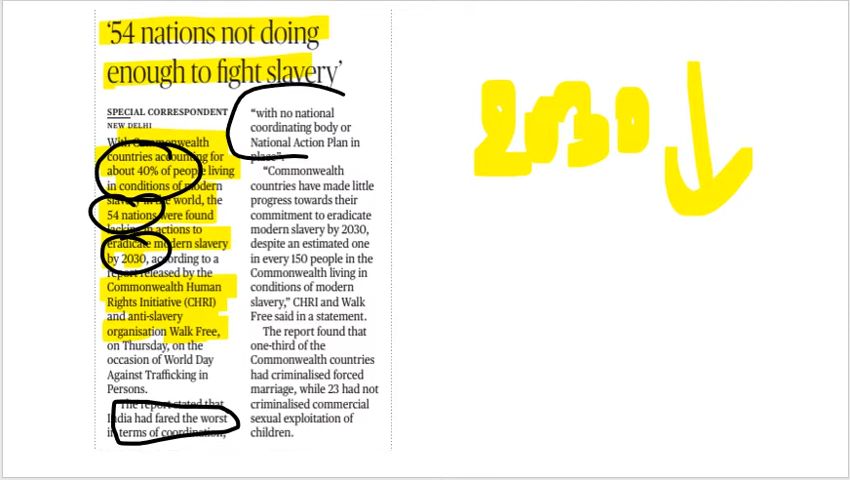 ‘54 nations not doing
enough to fight slavery’
SPECIAL CORRESPONDENT
NEW DELHI
With Commonwealth
countries accounting for
about 40% of people living
in conditions of modern
slavery in the world, the
54 nations were found
lacking in actions to
eradicate modern slavery
by 2030, according to a
report released by the
Commonwealth Human
Rights Initiative (CHRI)
and anti-slavery
organisation Walk Free,
on Thursday, on the
occasion of World Day
Against Trafficking in
Persons.
The report stated that
India had fared the worst
in terms of coordination,
“with no national
coordinating body or
National Action Plan in
place”.
“Commonwealth
countries have made little
progress towards their
commitment to eradicate
modern slavery by 2030,
despite an estimated one
in every 150 people in the
Commonwealth living in
conditions of modern
slavery,” CHRI and Walk
Free said in a statement.
The report found that
one-third of the
Commonwealth countries
had criminalised forced
marriage, while 23 had not
criminalised commercial
sexual exploitation of
children.
2030